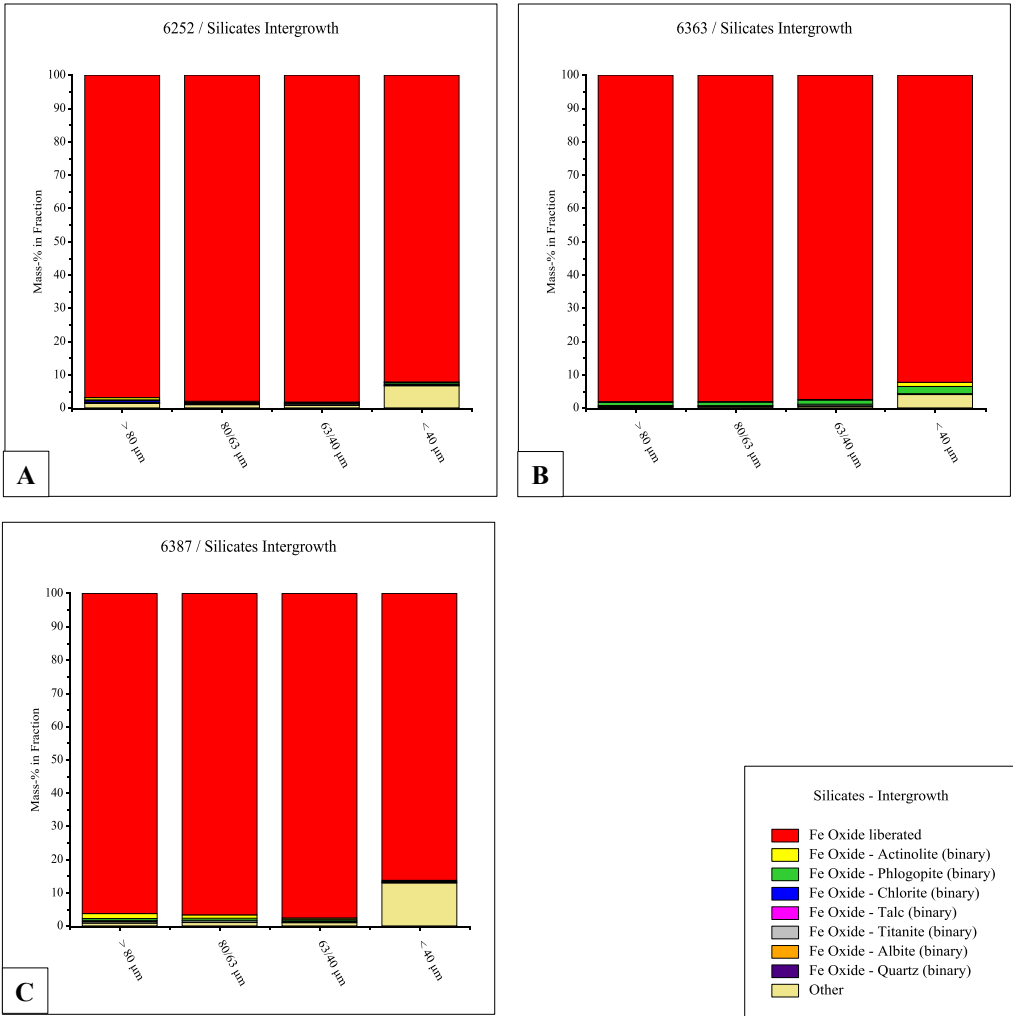 6252 / Silicates Intergrowth
100
90
80
70
60
50
40
30
20
10
0
Mass-% in Fraction
> 80 µm
80/63 µm
63/40 µm
< 40 µm
A
6363 / Silicates Intergrowth
100
90
80
70
60
50
40
30
20
10
0
Mass-% in Fraction
> 80 µm
80/63 µm
63/40 µm
< 40 µm
B
6387 / Silicates Intergrowth
100
90
80
70
60
50
40
30
20
10
0
Mass-% in Fraction
> 80 µm
80/63 µm
63/40 µm
< 40 µm
C
Silicates - Intergrowth
Fe Oxide liberated
Fe Oxide - Actinolite (binary)
Fe Oxide - Phlogopite (binary)
Fe Oxide - Chlorite (binary)
Fe Oxide - Talc (binary)
Fe Oxide - Titanite (binary)
Fe Oxide - Albite (binary)
Fe Oxide - Quartz (binary)
Other